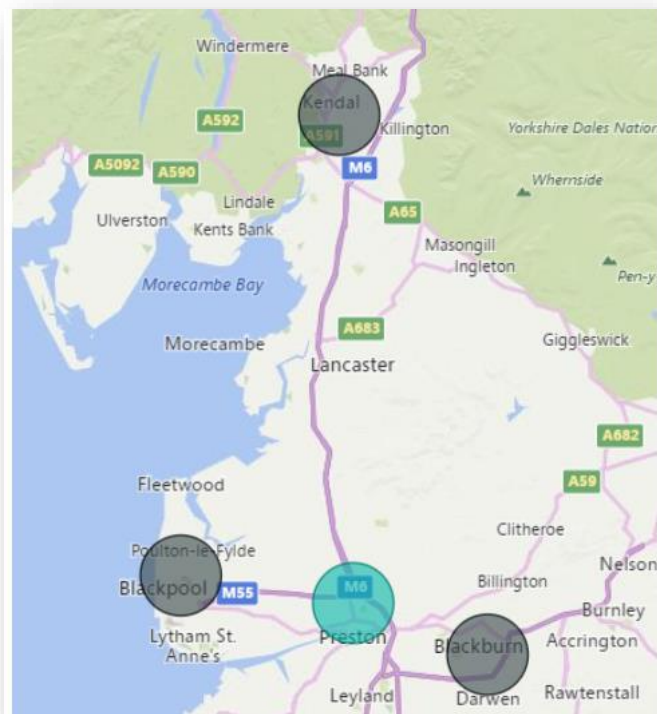 Windermere
Meal Bank
Kendal
A592
Killington
A591
Yorkshire Dales Natio
A5092
A590
M6
Whernside
Lindale
A65
Ulverston
Kents Bank
Masongill
Ingleton
Pen-y
Morecambe Bay
A683
Giggleswick
Morecambe
Lancaster
A682
Fleetwood
A59
Clitheroe
Poulton-le-Fylde
Nelson
Blackpool
M55
M6
Billington
Burnley
Lytham St.
Anne's
Preston
Blackburn
Accrington
Leyland
Darwen
Rawtenstall